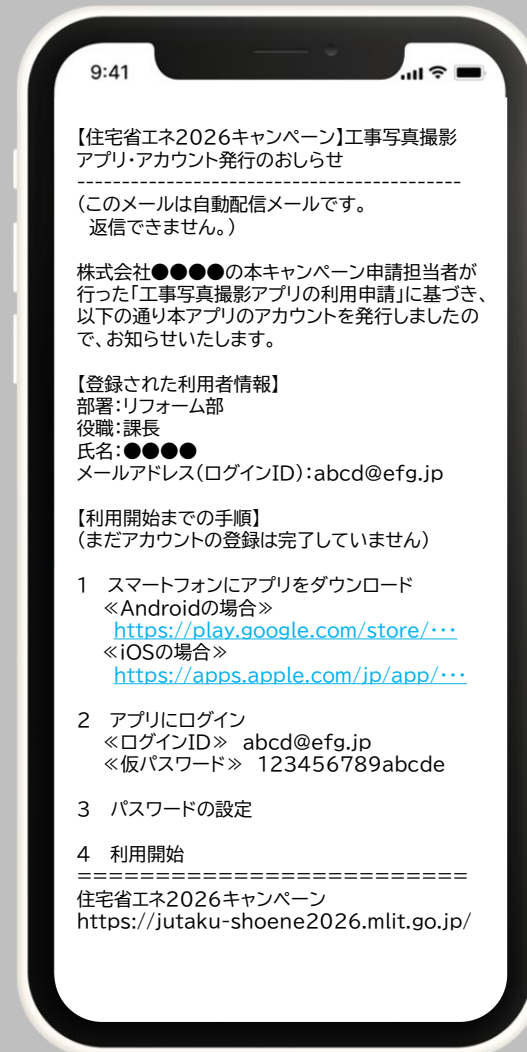 9:41
【住宅省エネ2026キャンペーン】工事写真撮影
アプリ・アカウント発行のおしらせ
-------------------------------------------
(このメールは自動配信メールです。
返信できません。)
株式会社●●●●の本キャンペーン申請担当者が
行った「工事写真撮影アプリの利用申請」に基づき、
以下の通り本アプリのアカウントを発行しましたの
で、お知らせいたします。
【登録された利用者情報】
部署：リフォーム部
役職：課長
氏名：●●●●
メールアドレス(ログインID)：abcd@efg.jp
【利用開始までの手順】
(まだアカウントの登録は完了していません)
1　スマートフォンにアプリをダウンロード
≪Androidの場合≫
https://play.google.com/store/・・・
≪iOSの場合≫
https://apps.apple.com/jp/app/・・・
2　アプリにログイン
≪ログインID≫ abcd@efg.jp
≪仮パスワード≫ 123456789abcde
3　パスワードの設定
4　利用開始
==========================
住宅省エネ2026キャンペーン
https://jutaku-shoene2026.mlit.go.jp/